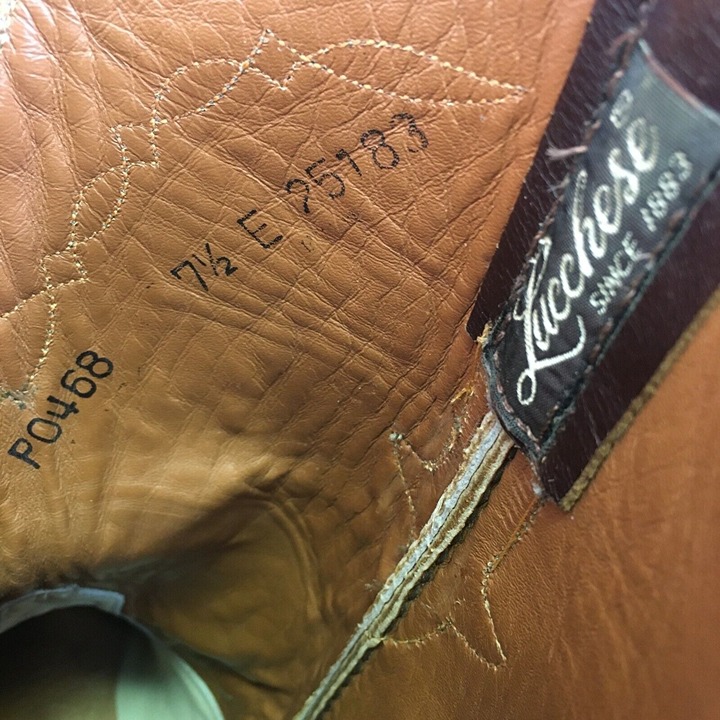 7½ E 95183
P0468
Lucchese
SINCE 1883